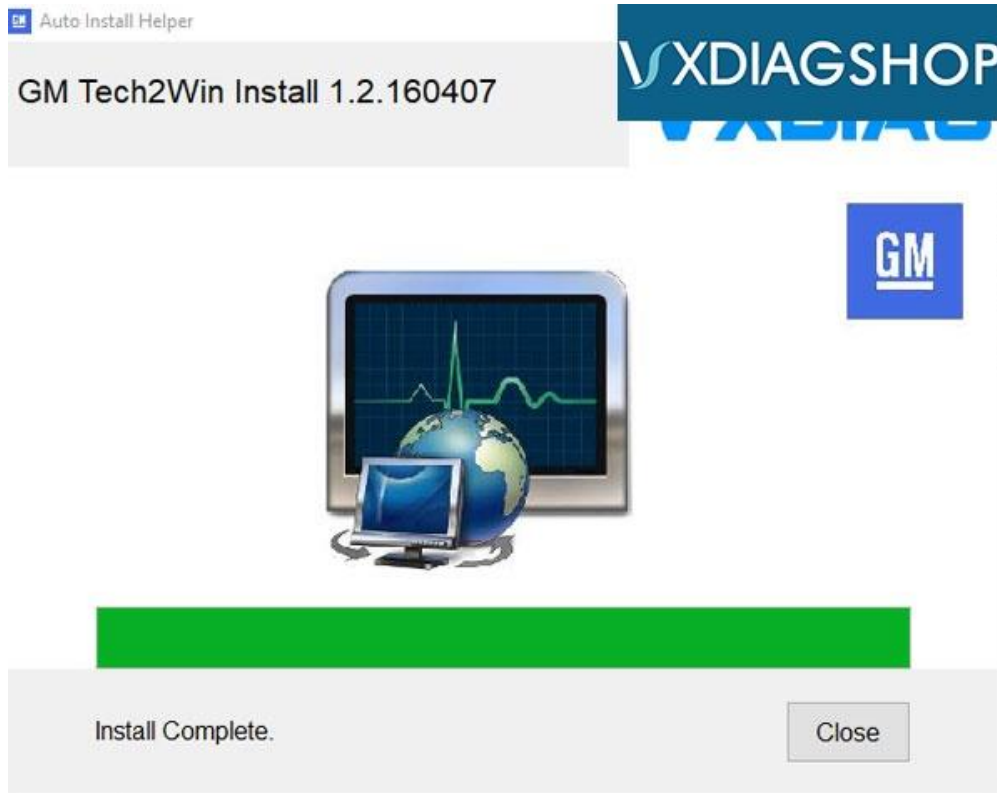 Auto Install Helper
VXDIAGSHOP
GM Tech2Win Install 1.2.160407
GM
Install Complete.
Close